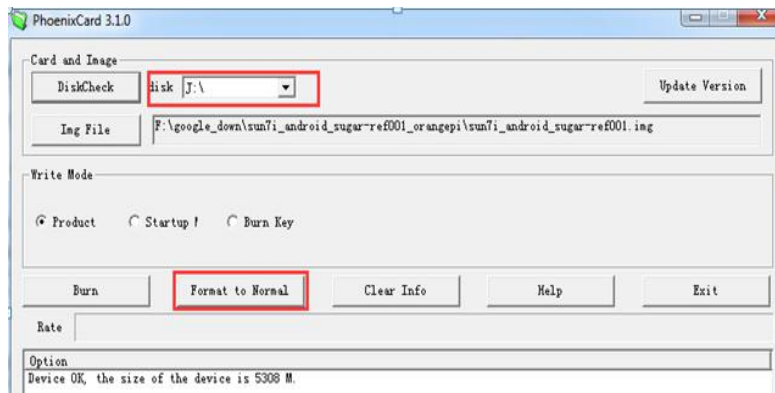 PhoenixCard 3.1.0
Card and Image
DiskCheck disk J:\ Update Version
Img File F:\google_down\sun7i_android_sugar-ref001_orangepi\sun7i_android_sugar-ref001.img
Write Mode
Product Startup Burn Key
Burn Format to Normal Clear Info Help Exit
Rate
Option
Device OK, the size of the device is 5308 M.